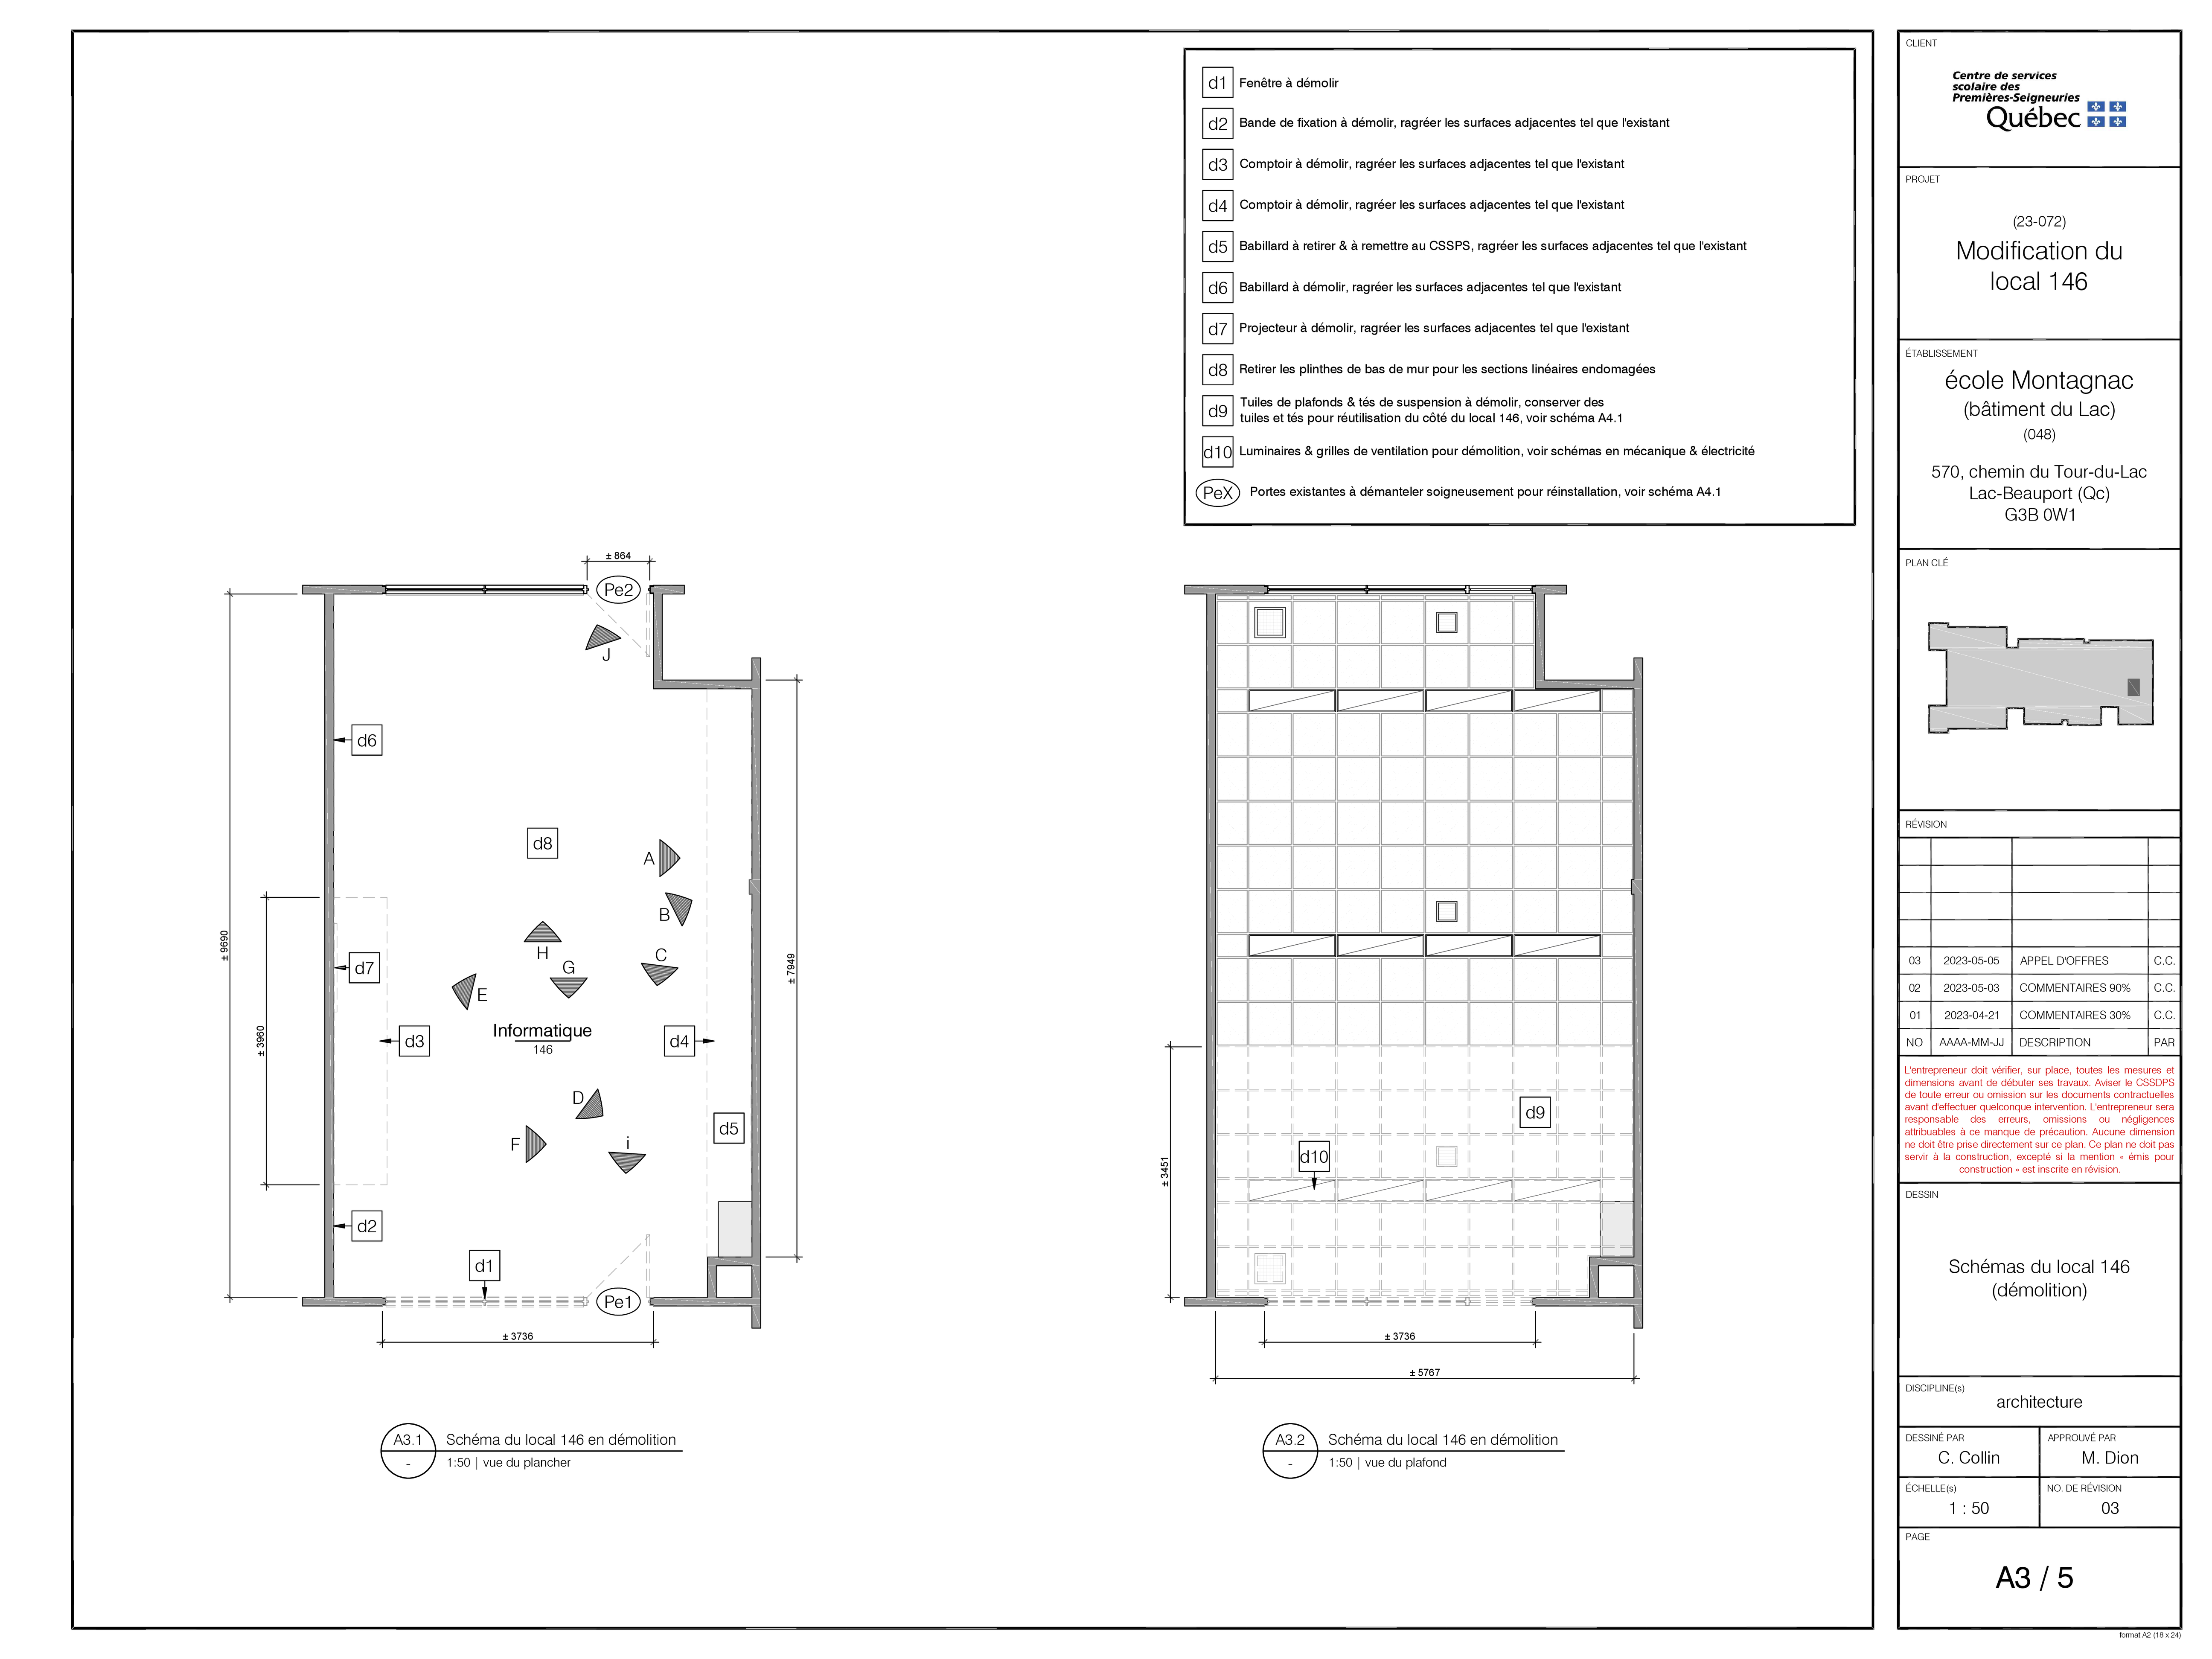 d1 Fenêtre à démolir
d2 Bande de fixation à démolir, ragréer les surfaces adjacentes tel que l'existant
d3 Comptoir à démolir, ragréer les surfaces adjacentes tel que l'existant
d4 Comptoir à démolir, ragréer les surfaces adjacentes tel que l'existant
d5 Babillard à retirer & à remettre au CSSPS, ragréer les surfaces adjacentes tel que l'existant
d6 Babillard à démolir, ragréer les surfaces adjacentes tel que l'existant
d7 Projecteur à démolir, ragréer les surfaces adjacentes tel que l'existant
d8 Retirer les plinthes de bas de mur pour les sections linéaires endomagées
d9 Tuiles de plafonds & tés de suspension à démolir, conserver des
tuiles et tés pour réutilisation du côté du local 146, voir schéma A4.1
d10 Luminaires & grilles de ventilation pour démolition, voir schémas en mécanique & électricité
PeX Portes existantes à démanteler soigneusement pour réinstallation, voir schéma A4.1
± 864
Pe2
J
d6
d8
A
B
± 9690
H
C
G
d7
± 7949
E
Informatique
146
d3
d4
± 3960
D
d5
F
i
d2
d1
Pe1
± 3736
A3.1 Schéma du local 146 en démolition
- 1:50 | vue du plancher
d9
d10
± 3451
± 3736
± 5767
A3.2 Schéma du local 146 en démolition
- 1:50 | vue du plafond
CLIENT
Centre de services
scolaire des
Premières-Seigneuries
Québec
PROJET
(23-072)
Modification du
local 146
ÉTABLISSEMENT
école Montagnac
(bâtiment du Lac)
(048)
570, chemin du Tour-du-Lac
Lac-Beauport (Qc)
G3B 0W1
PLAN CLÉ
RÉVISION
03 2023-05-05 APPEL D'OFFRES C.C.
02 2023-05-03 COMMENTAIRES 90% C.C.
01 2023-04-21 COMMENTAIRES 30% C.C.
NO AAAA-MM-JJ DESCRIPTION PAR
L'entrepreneur doit vérifier, sur place, toutes les mesures et
dimensions avant de débuter ses travaux. Aviser le CSSDPS
de toute erreur ou omission sur les documents contractuelles
avant d'effectuer quelconque intervention. L'entrepreneur sera
responsable des erreurs, omissions ou négligences
attribuables à ce manque de précaution. Aucune dimension
ne doit être prise directement sur ce plan. Ce plan ne doit pas
servir à la construction, excepté si la mention « émis pour
construction » est inscrite en révision.
DESSIN
Schémas du local 146
(démolition)
DISCIPLINE(s)
architecture
DESSINÉ PAR
C. Collin
APPROUVÉ PAR
M. Dion
ÉCHELLE(s)
1 : 50
NO. DE RÉVISION
03
PAGE
A3 / 5
format A2 (18 x 24)